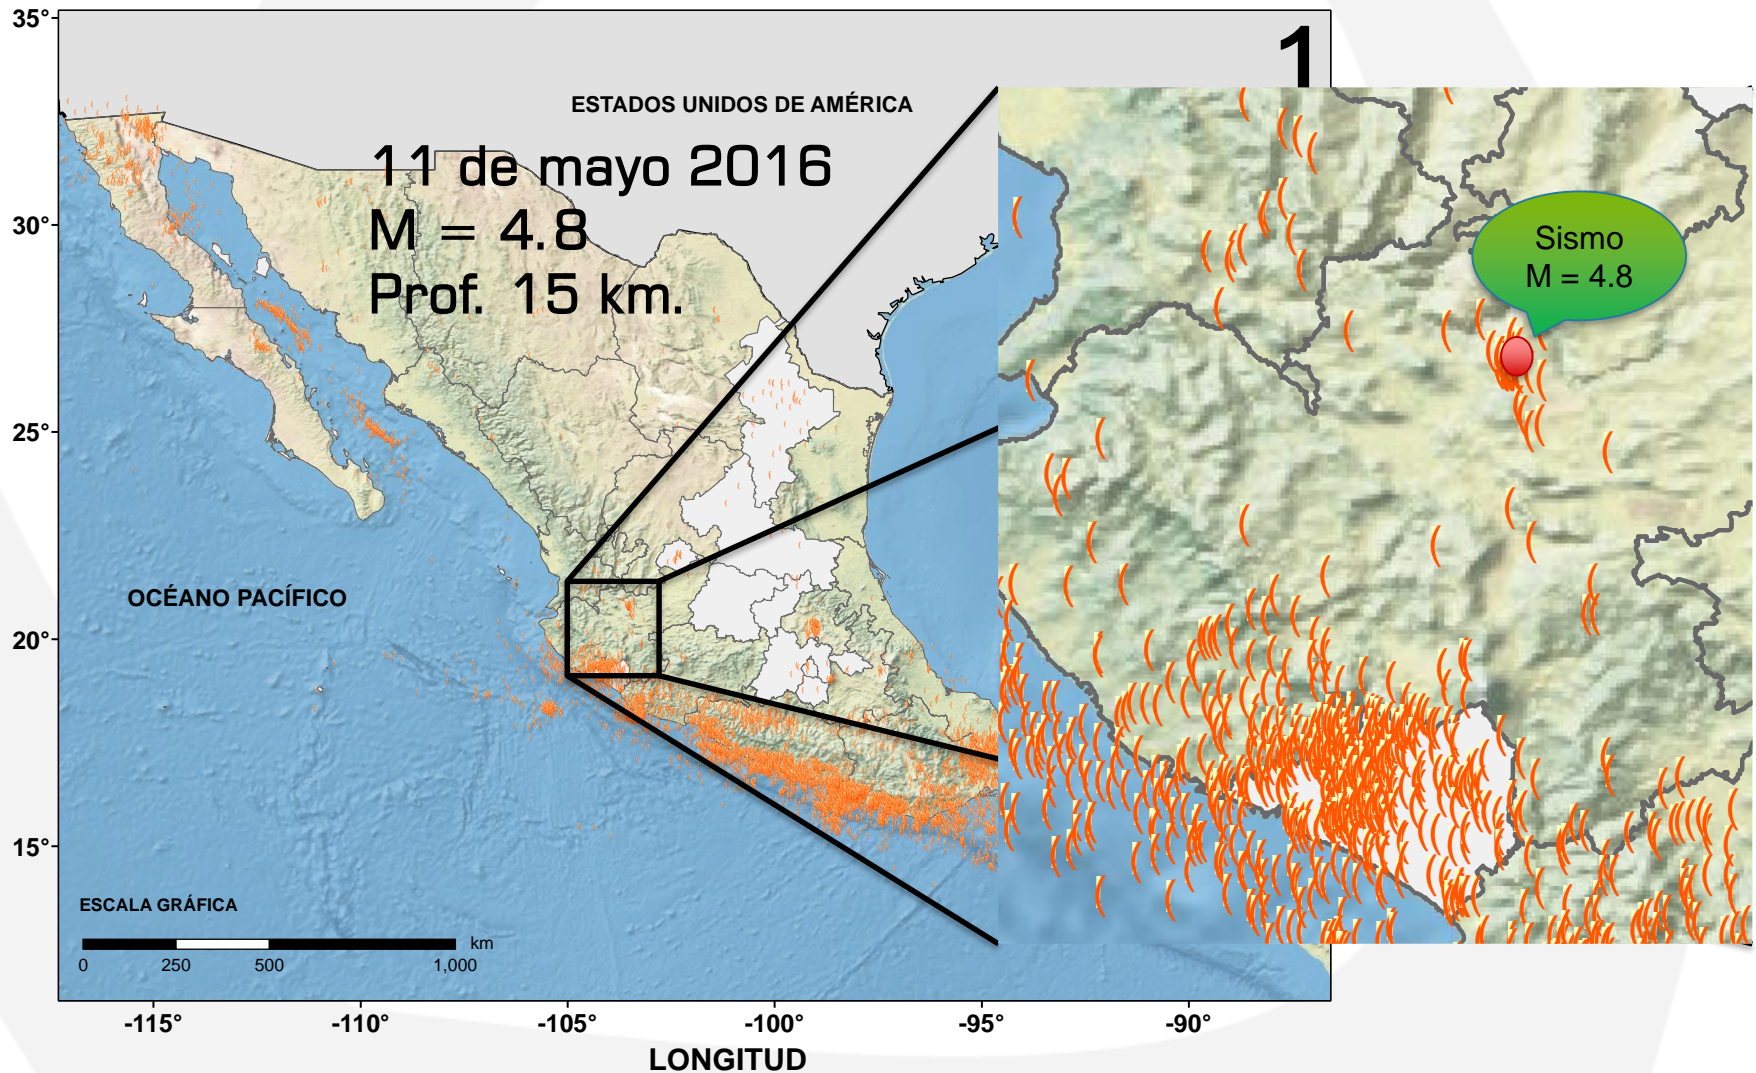 35°
1
ESTADOS UNIDOS DE AMÉRICA
11 de mayo 2016
M = 4.8
Prof. 15 km.
Sismo
M = 4.8
30°
25°
OCÉANO PACÍFICO
20°
15°
ESCALA GRÁFICA
km
0 250 500 1,000
-115° -110° -105° -100° -95° -90°
LONGITUD